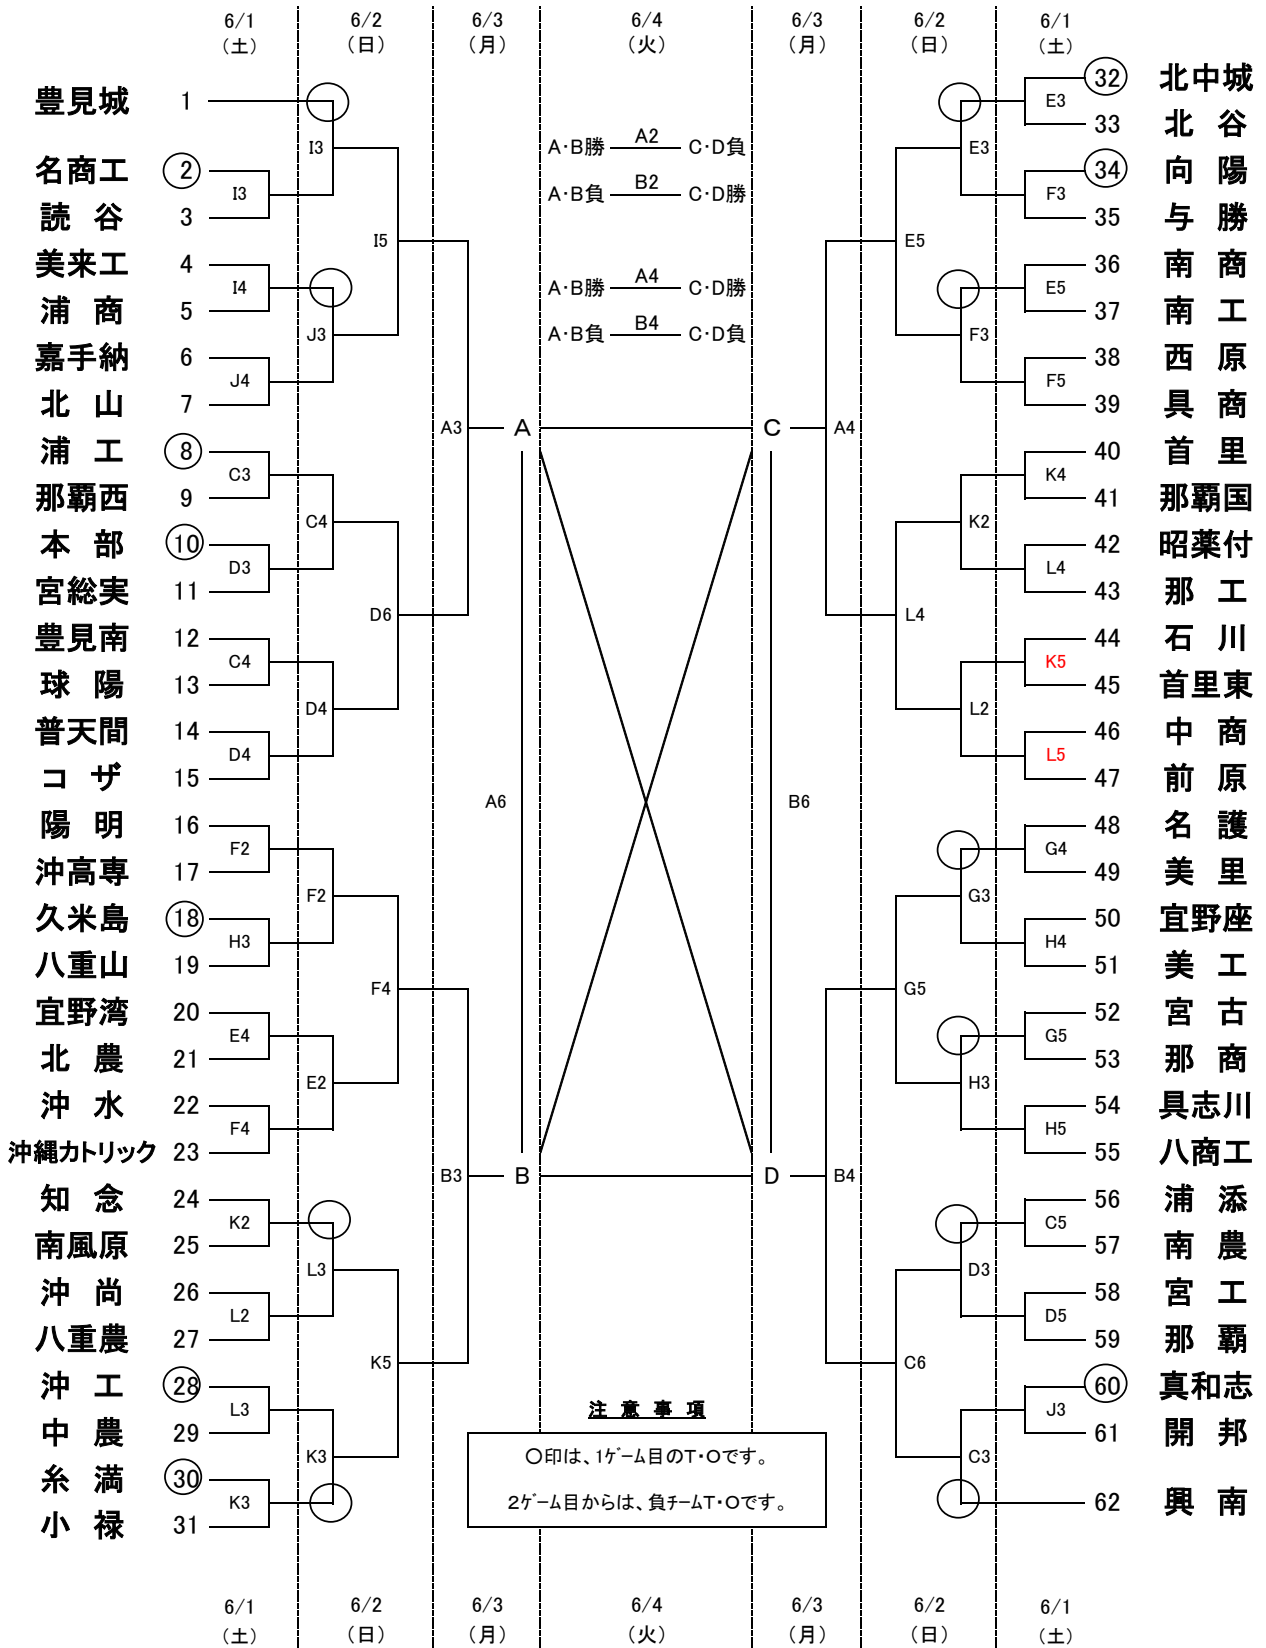 6/1 6/2 6/3 6/4 6/3 6/2 6/1
(土) (日) (月) (火) (月) (日) (土)
豊見城 1
名商工 2
読谷 3
美来工 4
浦商 5
嘉手納 6
北山 7
浦工 8
那覇西 9
本部 10
宮総実 11
豊見南 12
球陽 13
普天間 14
コザ 15
陽明 16
沖高専 17
久米島 18
八重山 19
宜野湾 20
北農 21
沖水 22
沖縄カトリック 23
知念 24
南風原 25
沖尚 26
八重農 27
沖工 28
中農 29
糸満 30
小禄 31
I3
I4
J4
C3
D3
C4
D4
F2
H3
E4
F4
K2
L2
L3
K3
I3
J3
C4
D4
F2
E2
L3
K3
I5
D6
F4
K5
A3
B3
A・B勝 A2 C・D負
A・B負 B2 C・D勝
A・B勝 A4 C・D勝
A・B負 B4 C・D負
A C
A6 B6
B D
A4
B4
E5
L4
G5
C6
E3
F3
K2
L2
G3
H3
D3
C3
E3
F3
E5
F5
K4
L4
K5
L5
G4
H4
G5
H5
C5
D5
J3
32 北中城
33 北谷
34 向陽
35 与勝
36 南商
37 南工
38 西原
39 具商
40 首里
41 那覇国
42 昭薬付
43 那工
44 石川
45 首里東
46 中商
47 前原
48 名護
49 美里
50 宜野座
51 美工
52 宮古
53 那商
54 具志川
55 八商工
56 浦添
57 南農
58 宮工
59 那覇
60 真和志
61 開邦
62 興南
注意事項
○印は、1ゲーム目のT・Oです。
2ゲーム目からは、負チームT・Oです。
6/1 6/2 6/3 6/4 6/3 6/2 6/1
(土) (日) (月) (火) (月) (日) (土)